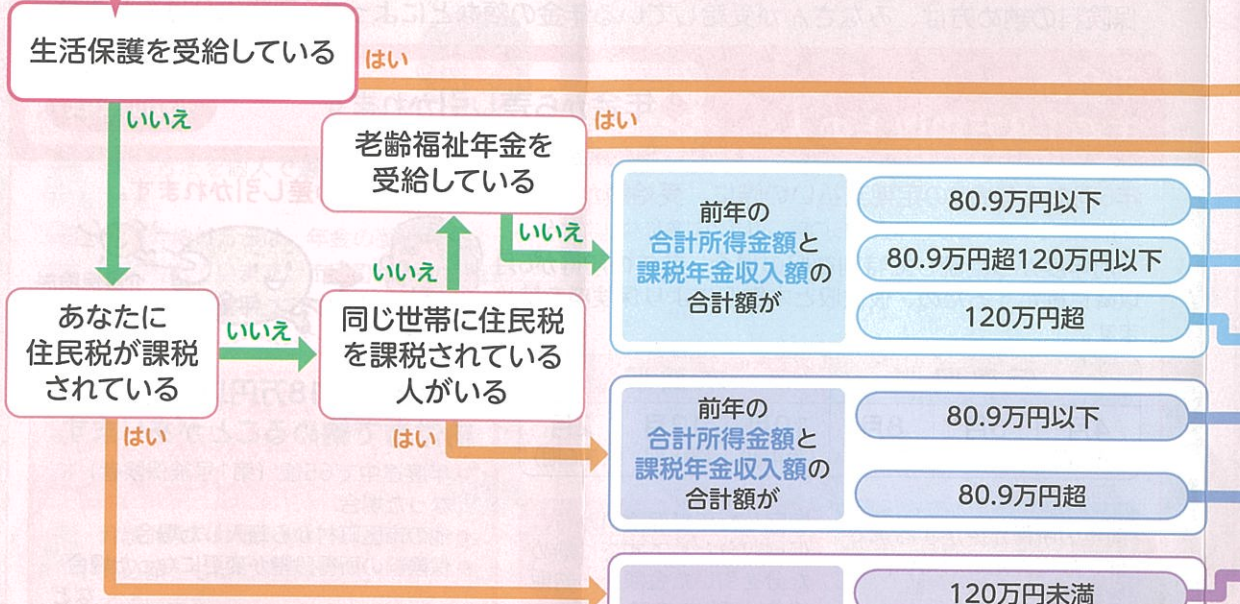 生活保護を受給している
はい
いいえ
老齢福祉年金を
受給している
はい
いいえ
あなたに
住民税が課税
されている
いいえ
はい
同じ世帯に住民税
を課税されている
人がいる
いいえ
はい
前年の
合計所得金額と
課税年金収入額の
合計額が
80.9万円以下
80.9万円超120万円以下
120万円超
前年の
合計所得金額と
課税年金収入額の
合計額が
80.9万円以下
80.9万円超
120万円未満